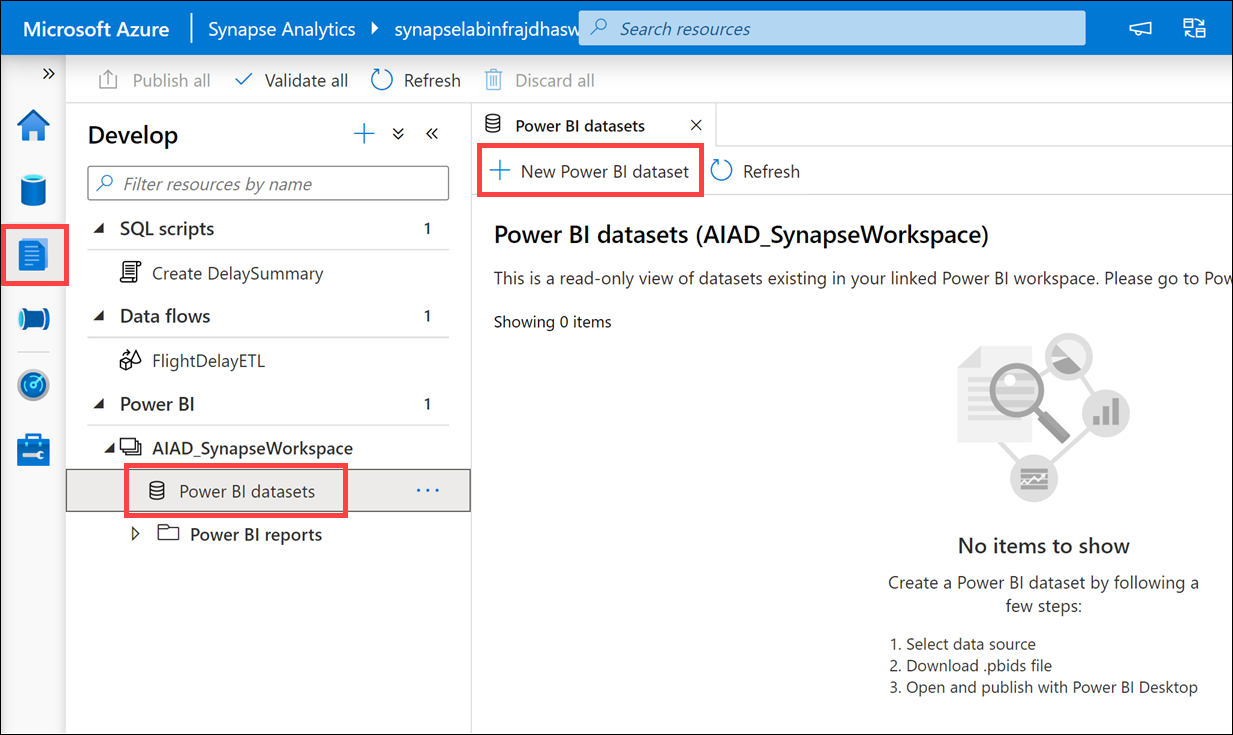 Microsoft Azure
Synapse Analytics
synapselabinfrajdhasw
Search resources
Publish all
Validate all
Refresh
Discard all
Develop
Filter resources by name
SQL scripts 1
Create DelaySummary
Data flows 1
FlightDelayETL
Power BI 1
AIAD_SynapseWorkspace
Power BI datasets
Power BI reports
Power BI datasets
New Power BI dataset
Refresh
Power BI datasets (AIAD_SynapseWorkspace)
This is a read-only view of datasets existing in your linked Power BI workspace. Please go to Pow
Showing 0 items
No items to show
Create a Power BI dataset by following a
few steps:
1. Select data source
2. Download .pbids file
3. Open and publish with Power BI Desktop